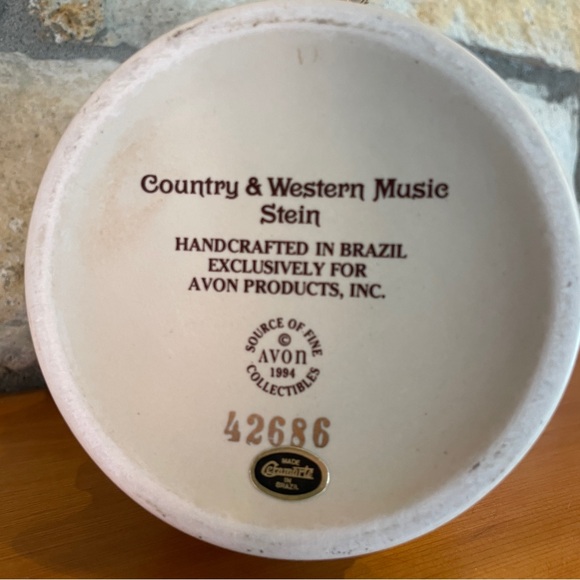 Country & Western Music
Stein
HANDCRAFTED IN BRAZIL
EXCLUSIVELY FOR
AVON PRODUCTS, INC.
SOURCE OF FINE
©
AVON
1994
COLLECTIBLES
42686
MADE
Ceramarte
IN
BRAZIL